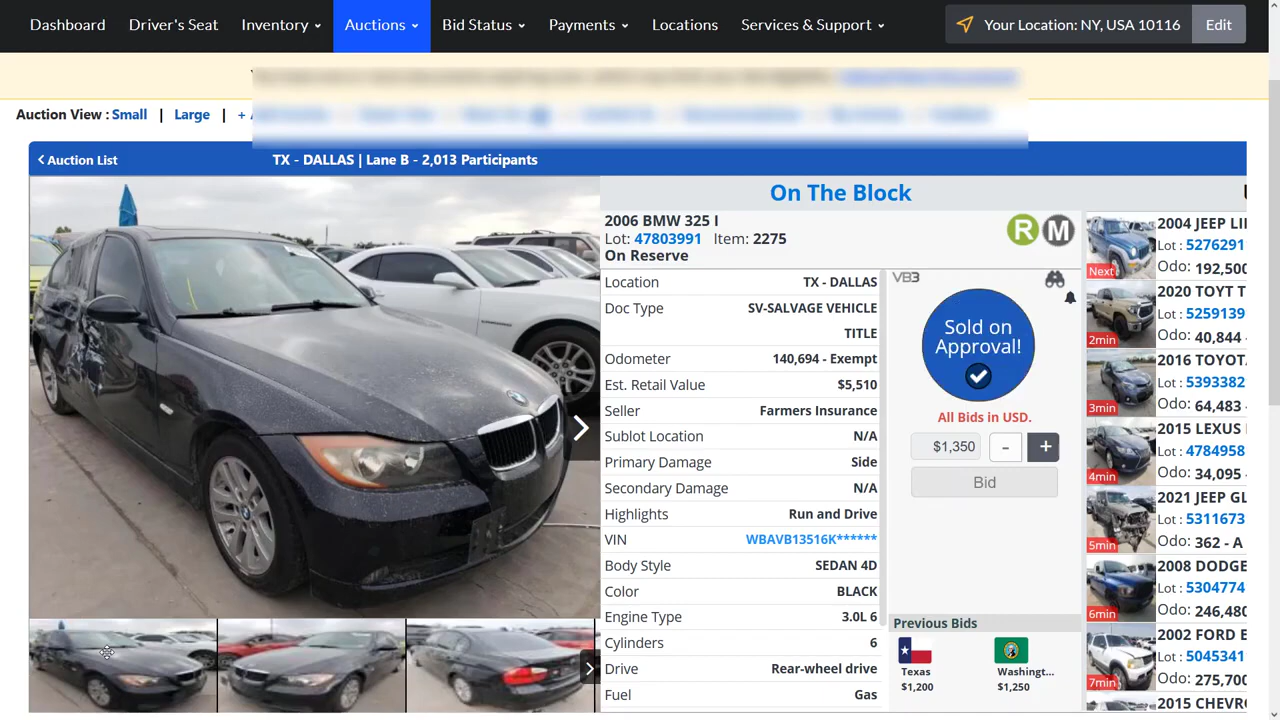 Dashboard Driver's Seat Inventory Auctions Bid Status Payments Locations Services & Support Your Location: NY, USA 10116 Edit
Auction View : Small | Large | +
Auction List TX - DALLAS | Lane B - 2,013 Participants
On The Block
2006 BMW 325 I
Lot: 47803991 Item: 2275
On Reserve
R M
Location TX - DALLAS
Doc Type SV-SALVAGE VEHICLE
TITLE
Odometer 140,694 - Exempt
Est. Retail Value $5,510
Seller Farmers Insurance
Sublot Location N/A
Primary Damage Side
Secondary Damage N/A
Highlights Run and Drive
VIN WBAVB13516K******
Body Style SEDAN 4D
Color BLACK
Engine Type 3.0L 6
Cylinders 6
Drive Rear-wheel drive
Fuel Gas
VB3
Sold on
Approval!
All Bids in USD.
$1,350 - +
Bid
Previous Bids
Texas Washingt...
$1,200 $1,250
2004 JEEP LI
Lot : 5276291
Next Odo: 192,500
2020 TOYT T
Lot : 5259139
2min Odo: 40,844
2016 TOYOT
Lot : 5393382
3min Odo: 64,483
2015 LEXUS
Lot : 4784958
4min Odo: 34,095
2021 JEEP GL
Lot : 5311673
5min Odo: 362 - A
2008 DODGE
Lot : 5304774
6min Odo: 246,480
2002 FORD E
Lot : 5045341
7min Odo: 275,700
2015 CHEVR